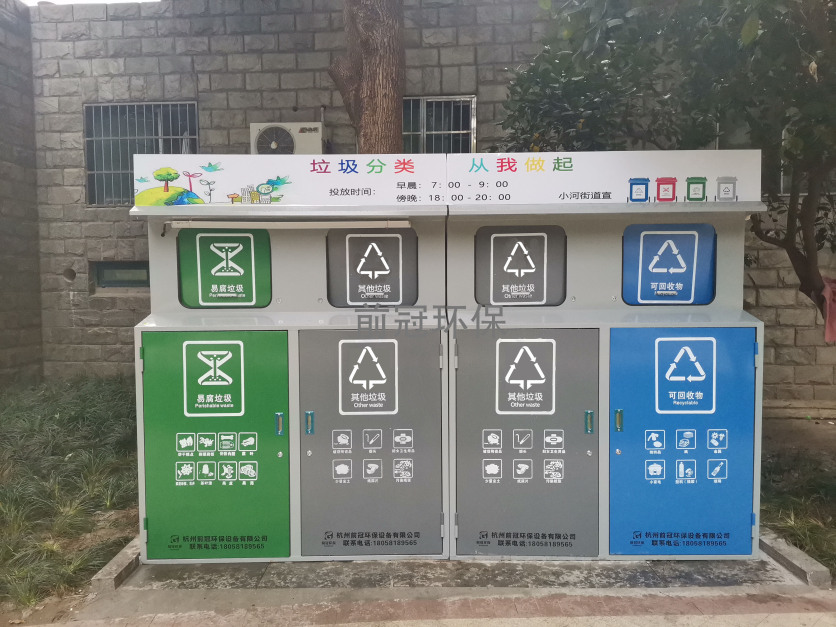 垃圾分类 从我做起
投放时间：
早晨：7：00 - 9：00
傍晚：18：00 - 20：00
小河街道宣
易腐垃圾
Perishable waste
其他垃圾
Other waste
其他垃圾
Other waste
可回收物
Recyclable
前冠环保
易腐垃圾
Perishable waste
其他垃圾
Other waste
其他垃圾
Other waste
可回收物
Recyclable
杭州前冠环保设备有限公司
联系电话:18058189565
杭州前冠环保设备有限公司
联系电话:18058189565
杭州前冠环保设备有限公司
联系电话:18058189565
杭州前冠环保设备有限公司
联系电话:18058189565